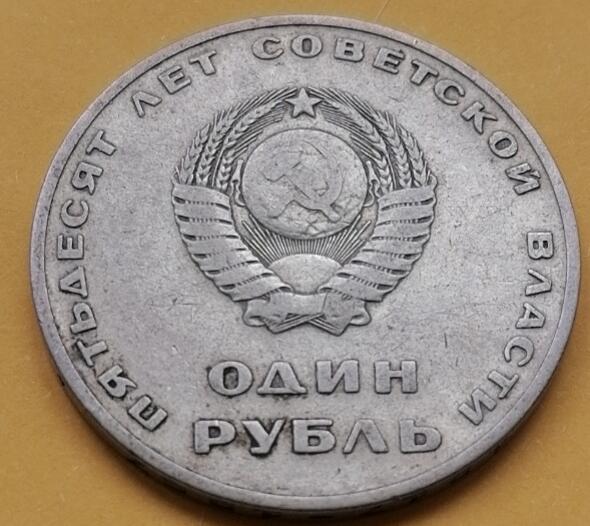 ПЯТЬДЕСЯТ ЛЕТ СОВЕТСКОЙ ВЛАСТИ
ОДИН
РУБЛЬ